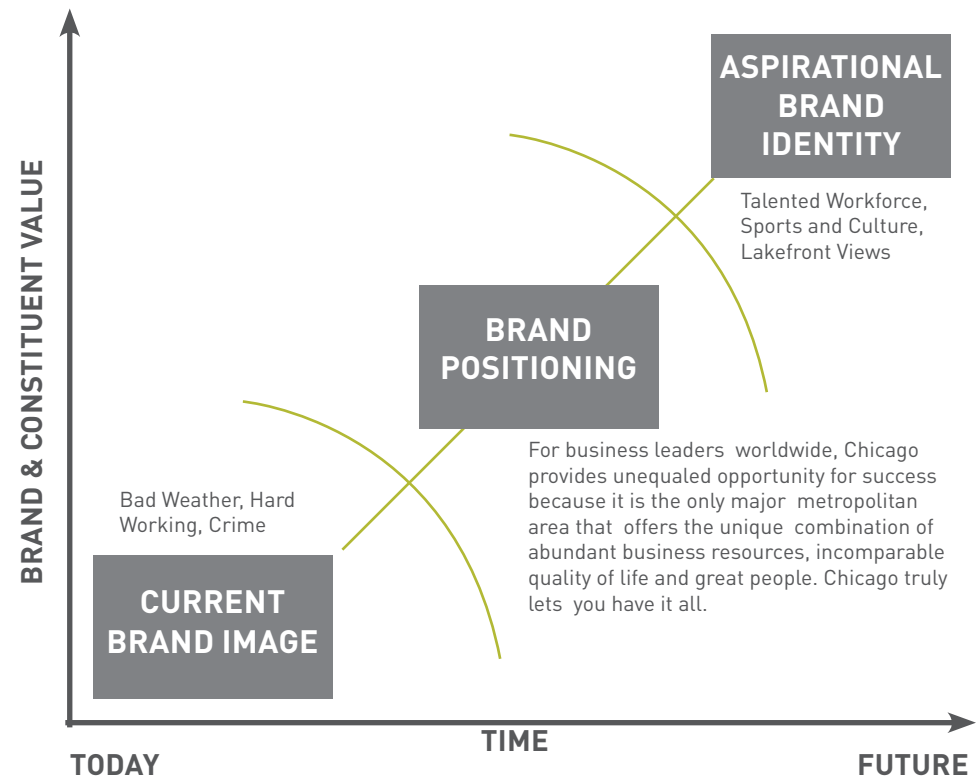 BRAND & CONSTITUENT VALUE
ASPIRATIONAL
BRAND
IDENTITY
Talented Workforce,
Sports and Culture,
Lakefront Views
BRAND
POSITIONING
For business leaders  worldwide, Chicago
provides unequaled opportunity for success
because it is the only major  metropolitan
area that  offers the unique  combination of
abundant business resources, incomparable
quality of life and great people. Chicago truly
lets  you have it all.
Bad Weather, Hard
Working, Crime
CURRENT
BRAND IMAGE
TIME
TODAY
FUTURE